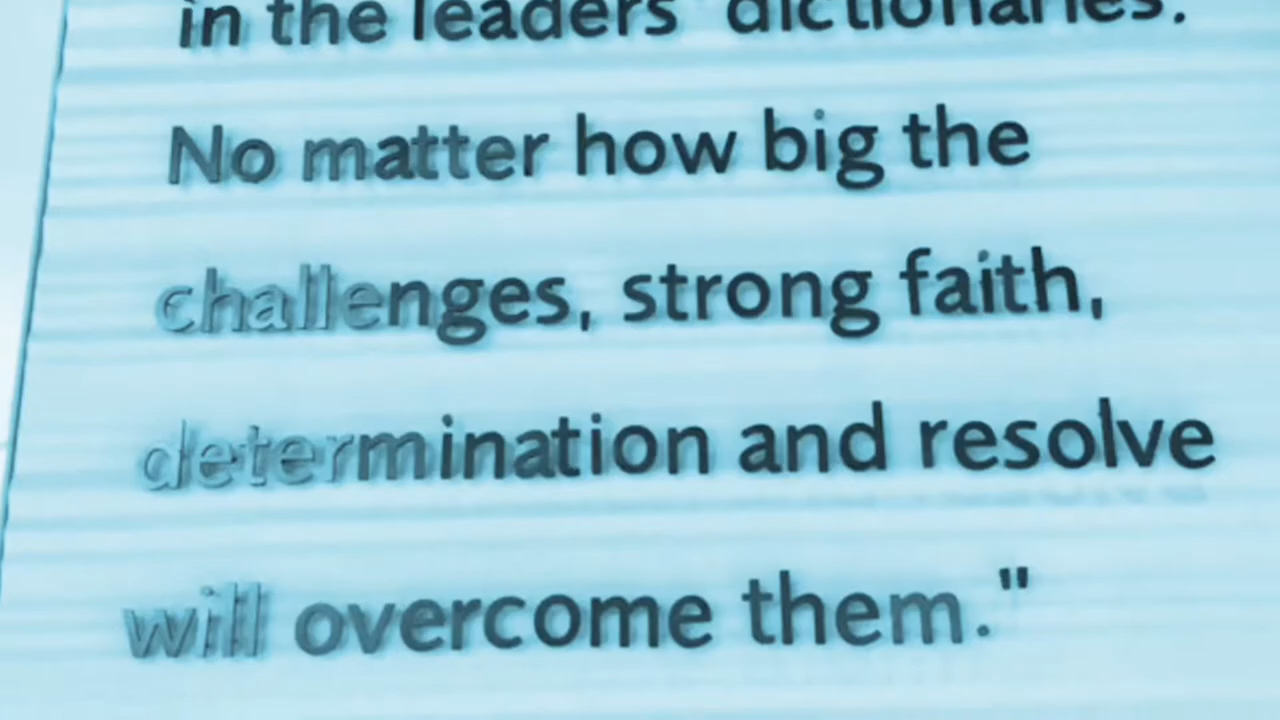 in the leaders' dictionaries.
No matter how big the
challenges, strong faith,
determination and resolve
will overcome them."